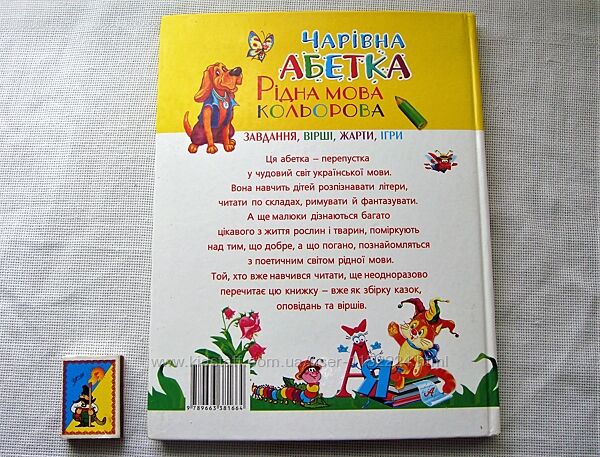 ЧАРІВНА
АБЕТКА
РІДНА МОВА
КОЛЬОРОВА
ЗАВДАННЯ, ВІРШІ, ЖАРТИ, ІГРИ
Ця абетка – перепустка
у чудовий світ української мови.
Вона навчить дітей розпізнавати літери,
читати по складах, римувати й фантазувати.
А ще малюки дізнаються багато
цікавого з життя рослин і тварин, поміркують
над тим, що добре, а що погано, познайомляться
з поетичним світом рідної мови.
Той, хто вже навчився читати, ще неодноразово
перечитає цю книжку – вже як збірку казок,
оповідань та віршів.
А
Я
А
9 789663 381664